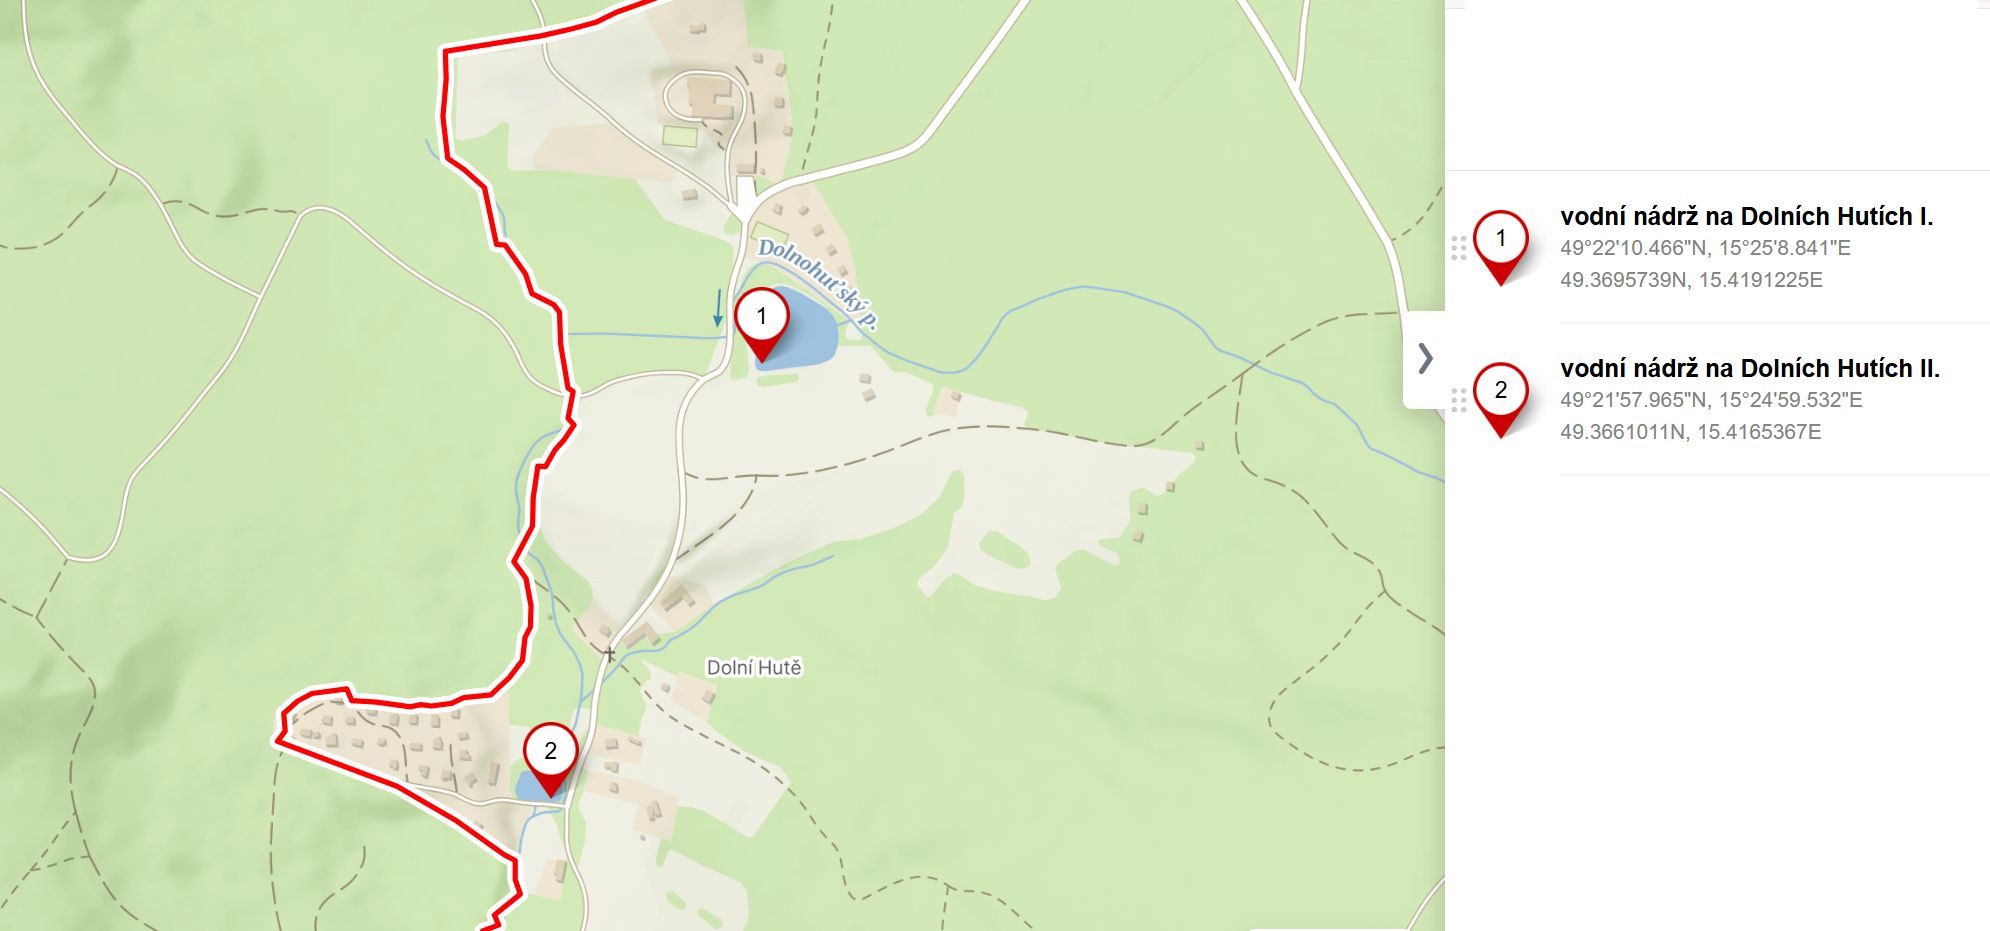 Dolnohuťský p.
1
Dolní Hutě
2
1
vodní nádrž na Dolních Hutích I.
49°22'10.466"N, 15°25'8.841"E
49.3695739N, 15.4191225E
2
vodní nádrž na Dolních Hutích II.
49°21'57.965"N, 15°24'59.532"E
49.3661011N, 15.4165367E